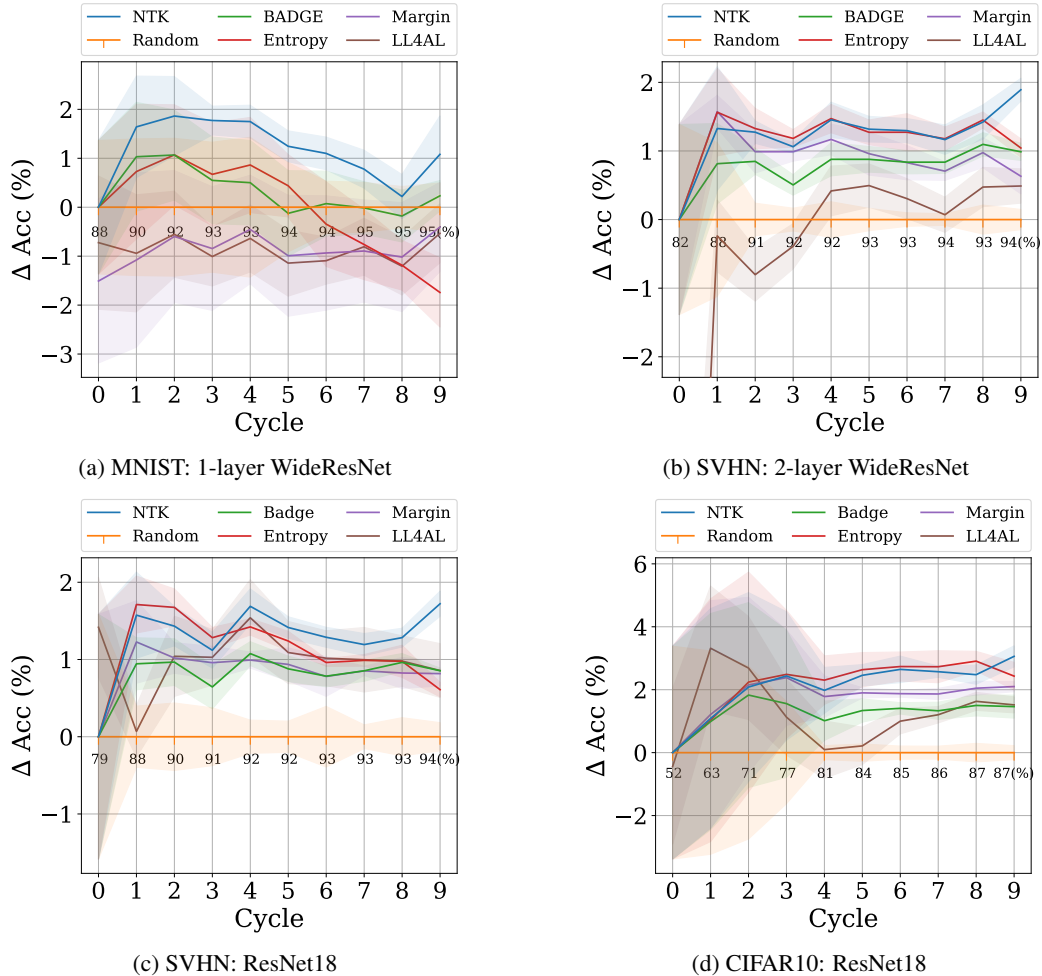 NTK BADGE Margin
Random Entropy LL4AL
2
1
0
−1
−2
−3
Δ Acc (%)
88 90 92 93 93 94 94 95 95 95(%)
0 1 2 3 4 5 6 7 8 9
Cycle
(a) MNIST: 1-layer WideResNet
NTK BADGE Margin
Random Entropy LL4AL
2
1
0
−1
−2
Δ Acc (%)
82 88 91 92 92 93 93 94 93 94(%)
0 1 2 3 4 5 6 7 8 9
Cycle
(b) SVHN: 2-layer WideResNet
NTK Badge Margin
Random Entropy LL4AL
2
1
0
−1
Δ Acc (%)
79 88 90 91 92 92 93 93 93 94(%)
0 1 2 3 4 5 6 7 8 9
Cycle
(c) SVHN: ResNet18
NTK Badge Margin
Random Entropy LL4AL
6
4
2
0
−2
Δ Acc (%)
52 63 71 77 81 84 85 86 87 87(%)
0 1 2 3 4 5 6 7 8 9
Cycle
(d) CIFAR10: ResNet18